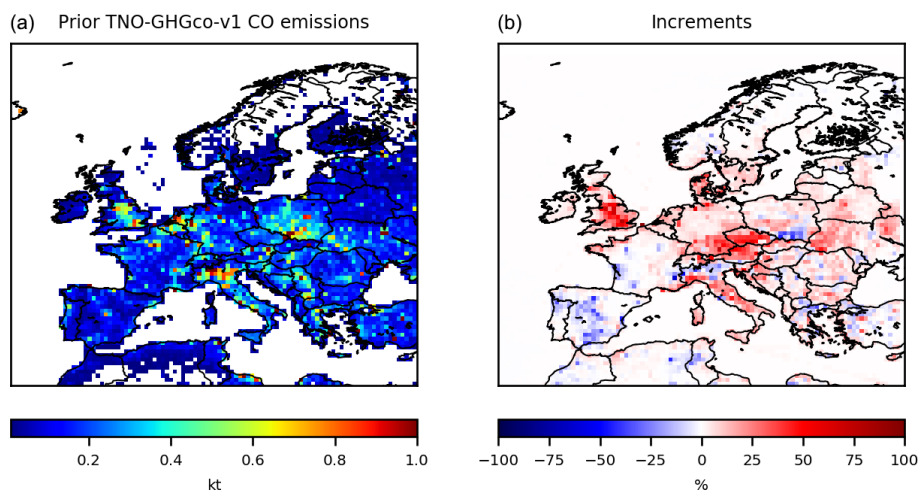 (a) Prior TNO-GHGco-v1 CO emissions
(b) Increments
0.2 0.4 0.6 0.8 1.0
kt
−100 −75 −50 −25 0 25 50 75 100
%